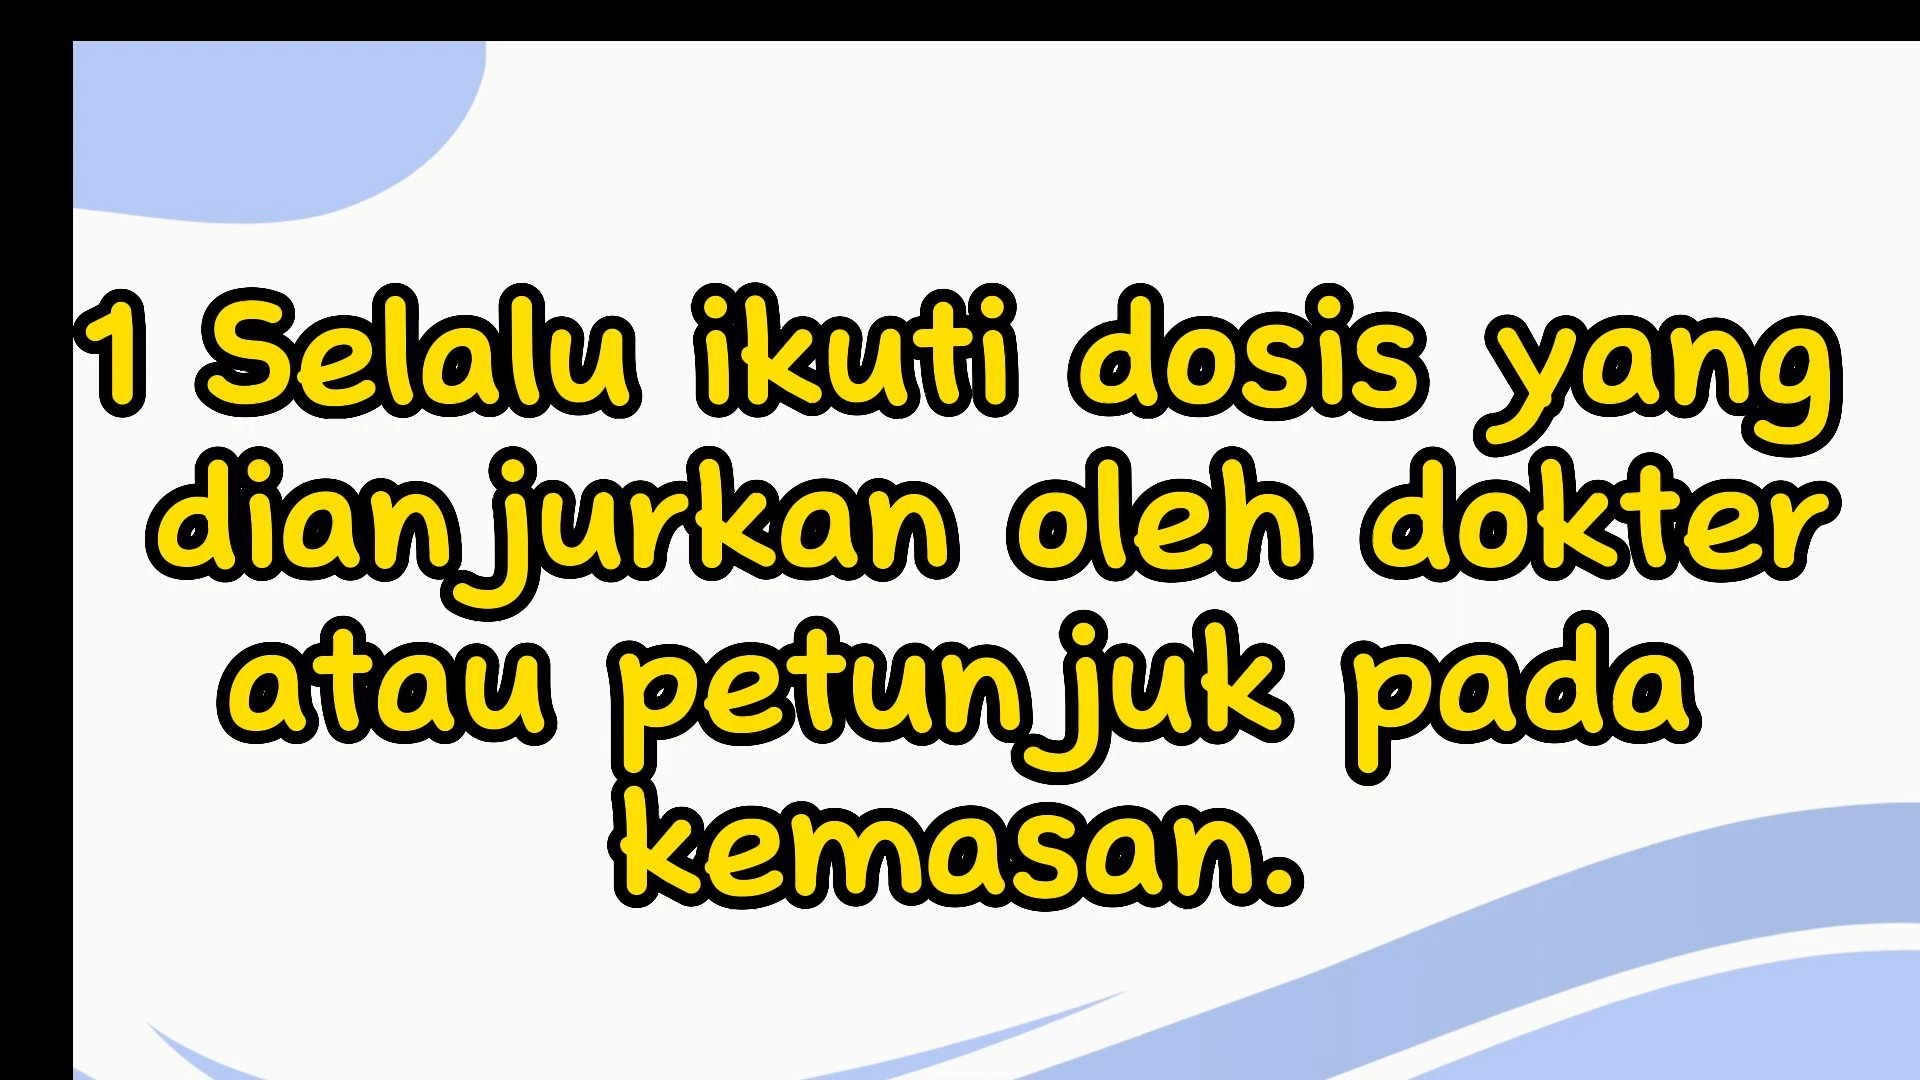 1 Selalu ikuti dosis yang
dianjurkan oleh dokter
atau petunjuk pada
kemasan.